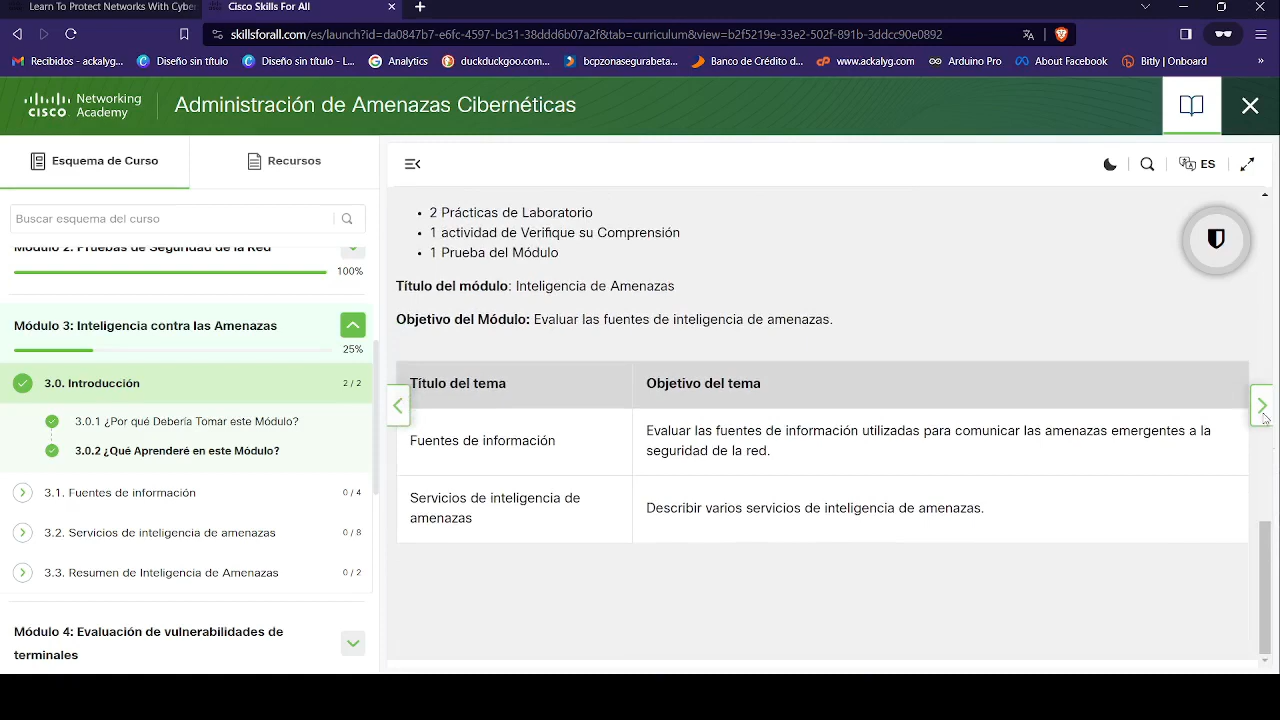 Learn To Protect Networks With Cyber
Cisco Skills For All
skillsforall.com/es/launch?id=da0847b7-e6fc-4597-bc31-38ddd6b07a2f&tab=curriculum&view=b2f5219e-33e2-502f-891b-3ddcc90e0892
Recibidos - ackalyg...
Diseño sin título
Diseño sin título - L...
Analytics
duckduckgoo.com...
bcpzonasegurabeta...
Banco de Crédito d...
www.ackalyg.com
Arduino Pro
About Facebook
Bitly | Onboard
»
CISCO
Networking
Academy
Administración de Amenazas Cibernéticas
Esquema de Curso
Recursos
ES
Buscar esquema del curso
Módulo 2: Pruebas de Seguridad de la Red
100%
Módulo 3: Inteligencia contra las Amenazas
25%
3.0. Introducción 2 / 2
3.0.1 ¿Por qué Debería Tomar este Módulo?
3.0.2 ¿Qué Aprenderé en este Módulo?
3.1. Fuentes de información 0 / 4
3.2. Servicios de inteligencia de amenazas 0 / 8
3.3. Resumen de Inteligencia de Amenazas 0 / 2
Módulo 4: Evaluación de vulnerabilidades de
terminales
• 2 Prácticas de Laboratorio
• 1 actividad de Verifique su Comprensión
• 1 Prueba del Módulo
Título del módulo: Inteligencia de Amenazas
Objetivo del Módulo: Evaluar las fuentes de inteligencia de amenazas.
Título del tema
Objetivo del tema
Fuentes de información
Evaluar las fuentes de información utilizadas para comunicar las amenazas emergentes a la
seguridad de la red.
Servicios de inteligencia de
amenazas
Describir varios servicios de inteligencia de amenazas.